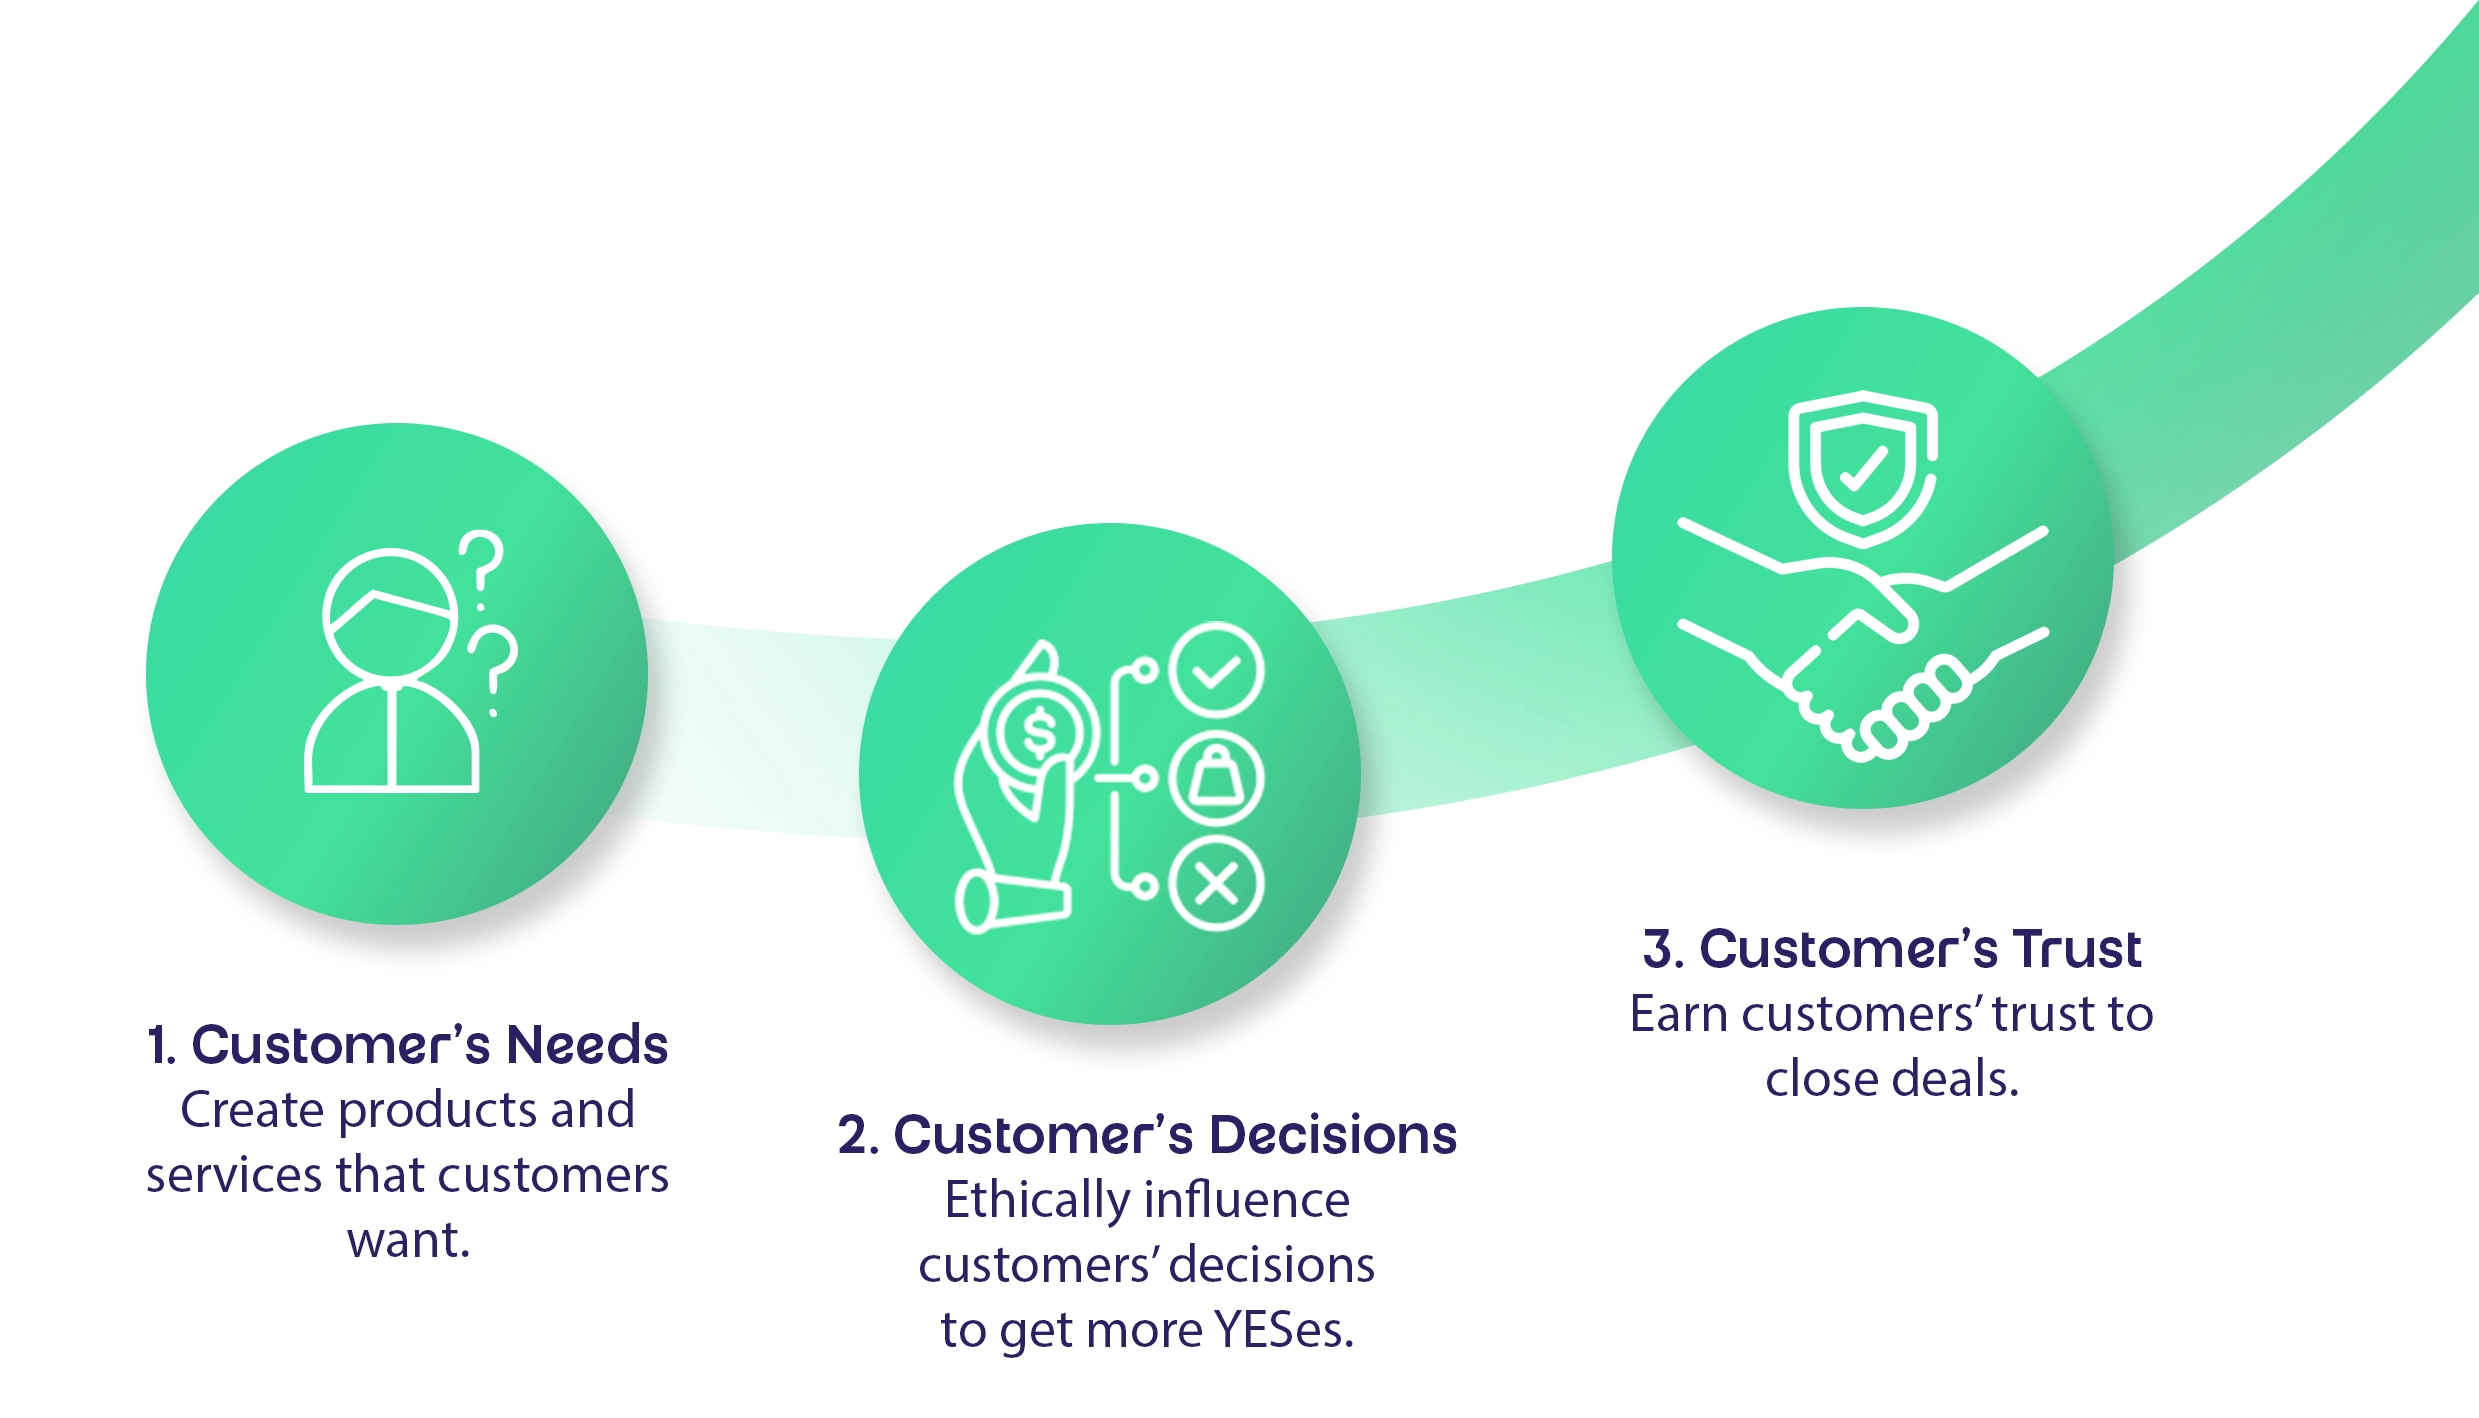 1. Customer’s Needs
Create products and
services that customers
want.
2. Customer’s Decisions
Ethically influence
customers’ decisions
to get more YESes.
3. Customer’s Trust
Earn customers’ trust to
close deals.
$